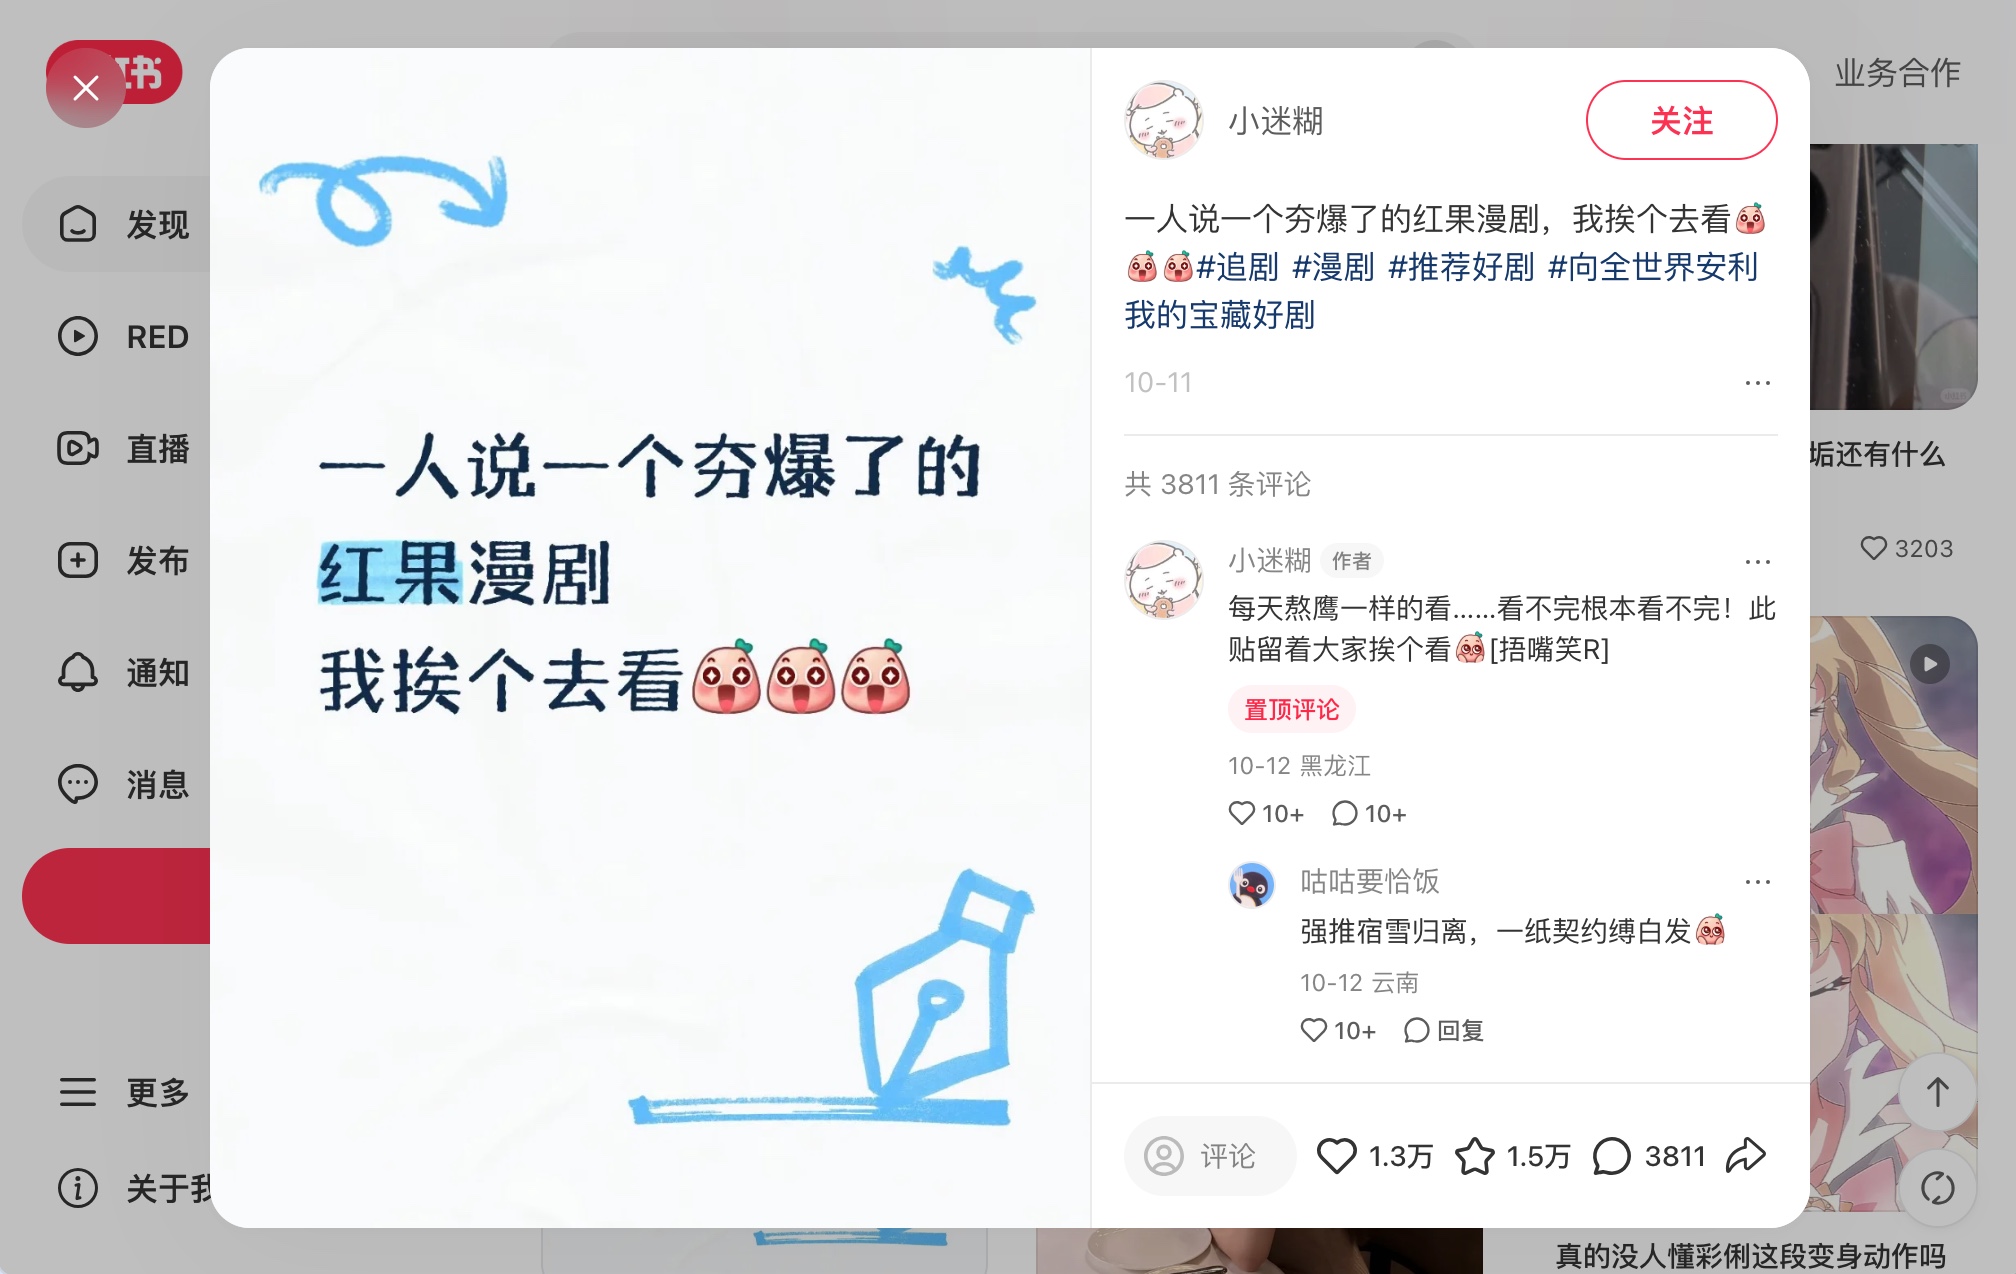 书
业务合作
发现
RED
直播
发布
通知
消息
更多
关于我
一人说一个夯爆了的
红果漫剧
我挨个去看
小迷糊
关注
一人说一个夯爆了的红果漫剧，我挨个去看
#追剧 #漫剧 #推荐好剧 #向全世界安利
我的宝藏好剧
10-11
共 3811 条评论
小迷糊 作者
每天熬鹰一样的看......看不完根本看不完！此
贴留着大家挨个看[捂嘴笑R]
置顶评论
10-12 黑龙江
10+ 10+
咕咕要恰饭
强推宿雪归离，一纸契约缚白发
10-12 云南
10+ 回复
评论 1.3万 1.5万 3811
垢还有什么
3203
真的没人懂彩俐这段变身动作吗